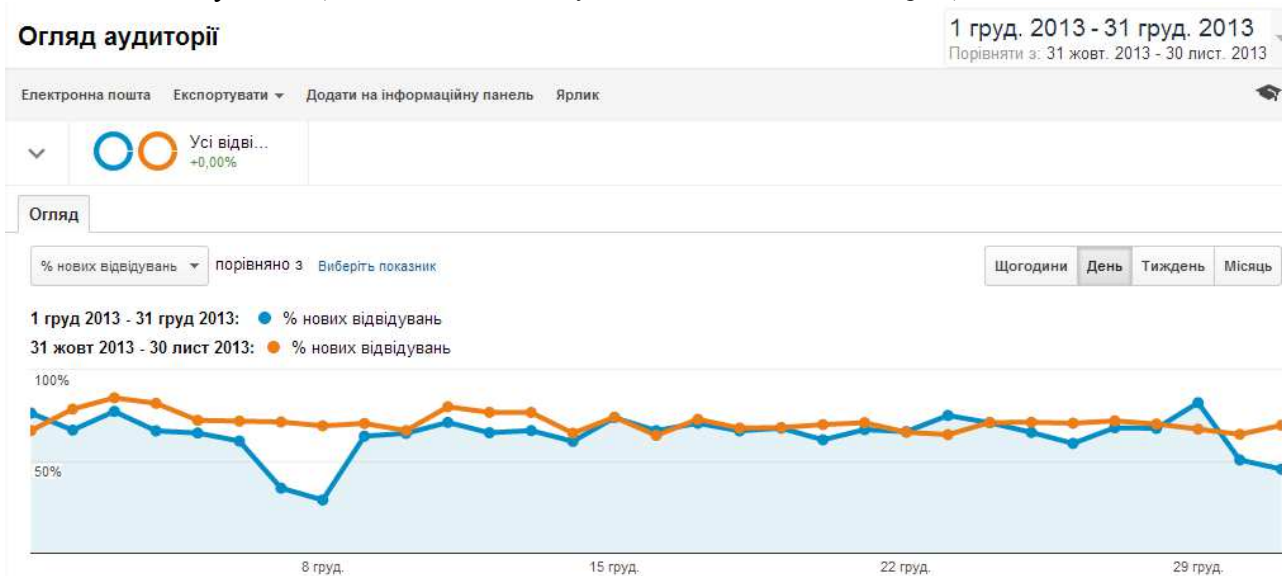 Огляд аудиторії
1 груд. 2013 - 31 груд. 2013
Порівняти з: 31 жовт. 2013 - 30 лист. 2013
Електронна пошта Експортувати Додати на інформаційну панель Ярлик
Усі відві...
+0,00%
Огляд
% нових відвідувань порівняно з Виберіть показник
Щогодини День Тиждень Місяць
1 груд 2013 - 31 груд 2013: % нових відвідувань
31 жовт 2013 - 30 лист 2013: % нових відвідувань
100%
50%
8 груд. 15 груд. 22 груд. 29 груд.